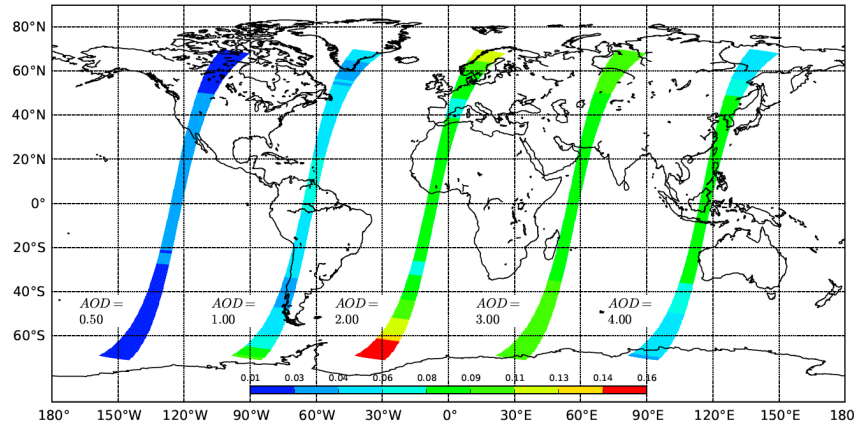 80°N
60°N
40°N
20°N
0°
20°S
40°S
60°S
AOD =
0.50
AOD =
1.00
AOD =
2.00
AOD =
3.00
AOD =
4.00
0.01 0.03 0.04 0.06 0.08 0.09 0.11 0.13 0.14 0.16
180° 150°W 120°W 90°W 60°W 30°W 0° 30°E 60°E 90°E 120°E 150°E 180